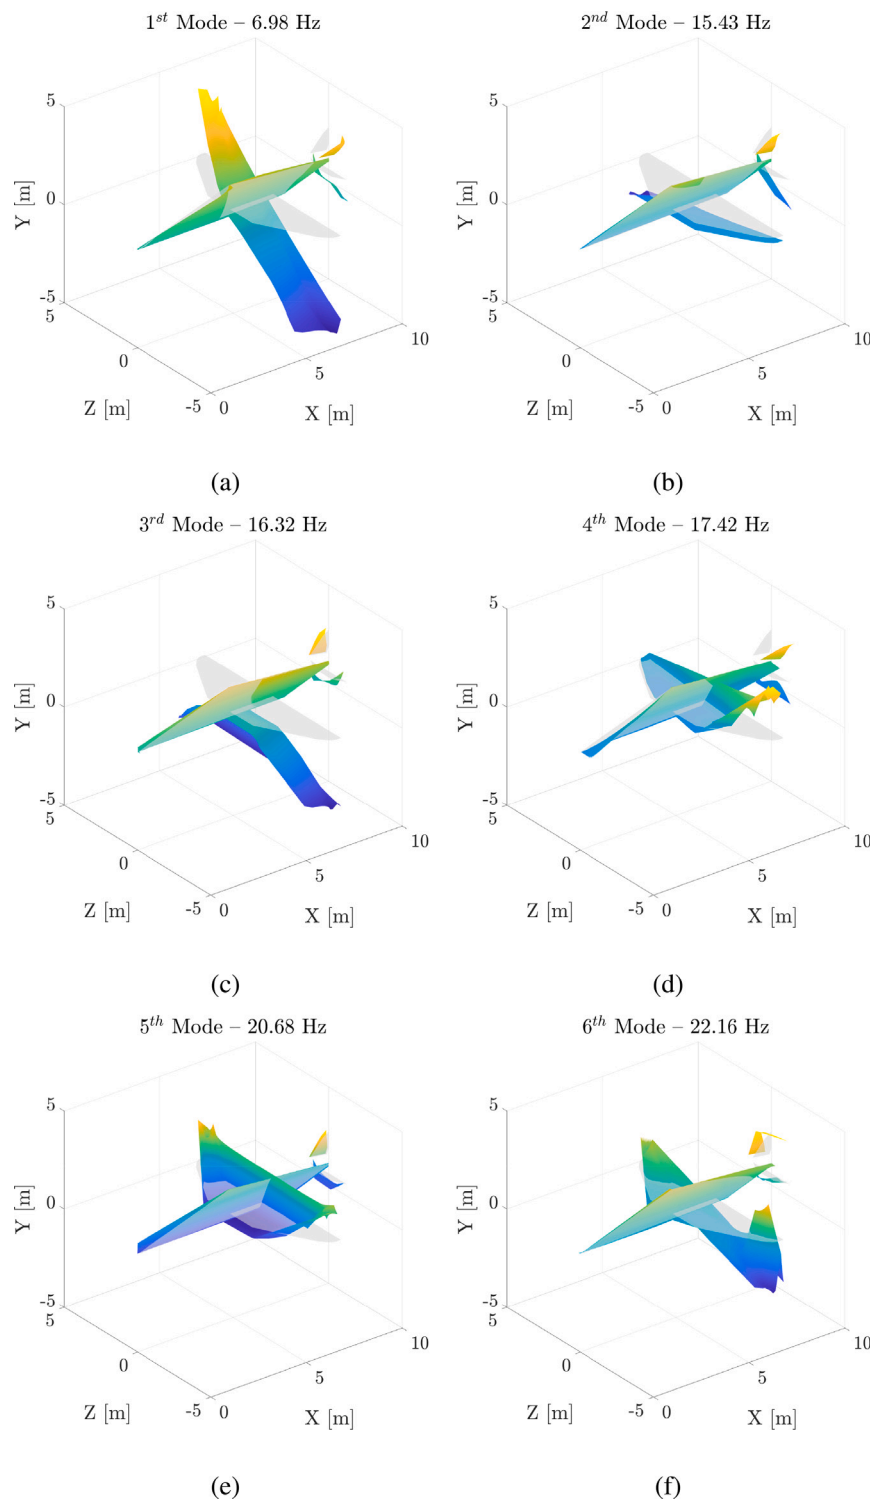 1st Mode – 6.98 Hz
2nd Mode – 15.43 Hz
5
5
Y [m]
0
Y [m]
0
-5
-5
5
10
5
10
0
5
0
5
Z [m]
-5
0
X [m]
Z [m]
-5
0
X [m]
(a)
(b)
3rd Mode – 16.32 Hz
4th Mode – 17.42 Hz
5
5
Y [m]
0
Y [m]
0
-5
-5
5
10
5
10
0
5
0
5
Z [m]
-5
0
X [m]
Z [m]
-5
0
X [m]
(c)
(d)
5th Mode – 20.68 Hz
6th Mode – 22.16 Hz
5
5
Y [m]
0
Y [m]
0
-5
-5
5
10
5
10
0
5
0
5
Z [m]
-5
0
X [m]
Z [m]
-5
0
X [m]
(e)
(f)